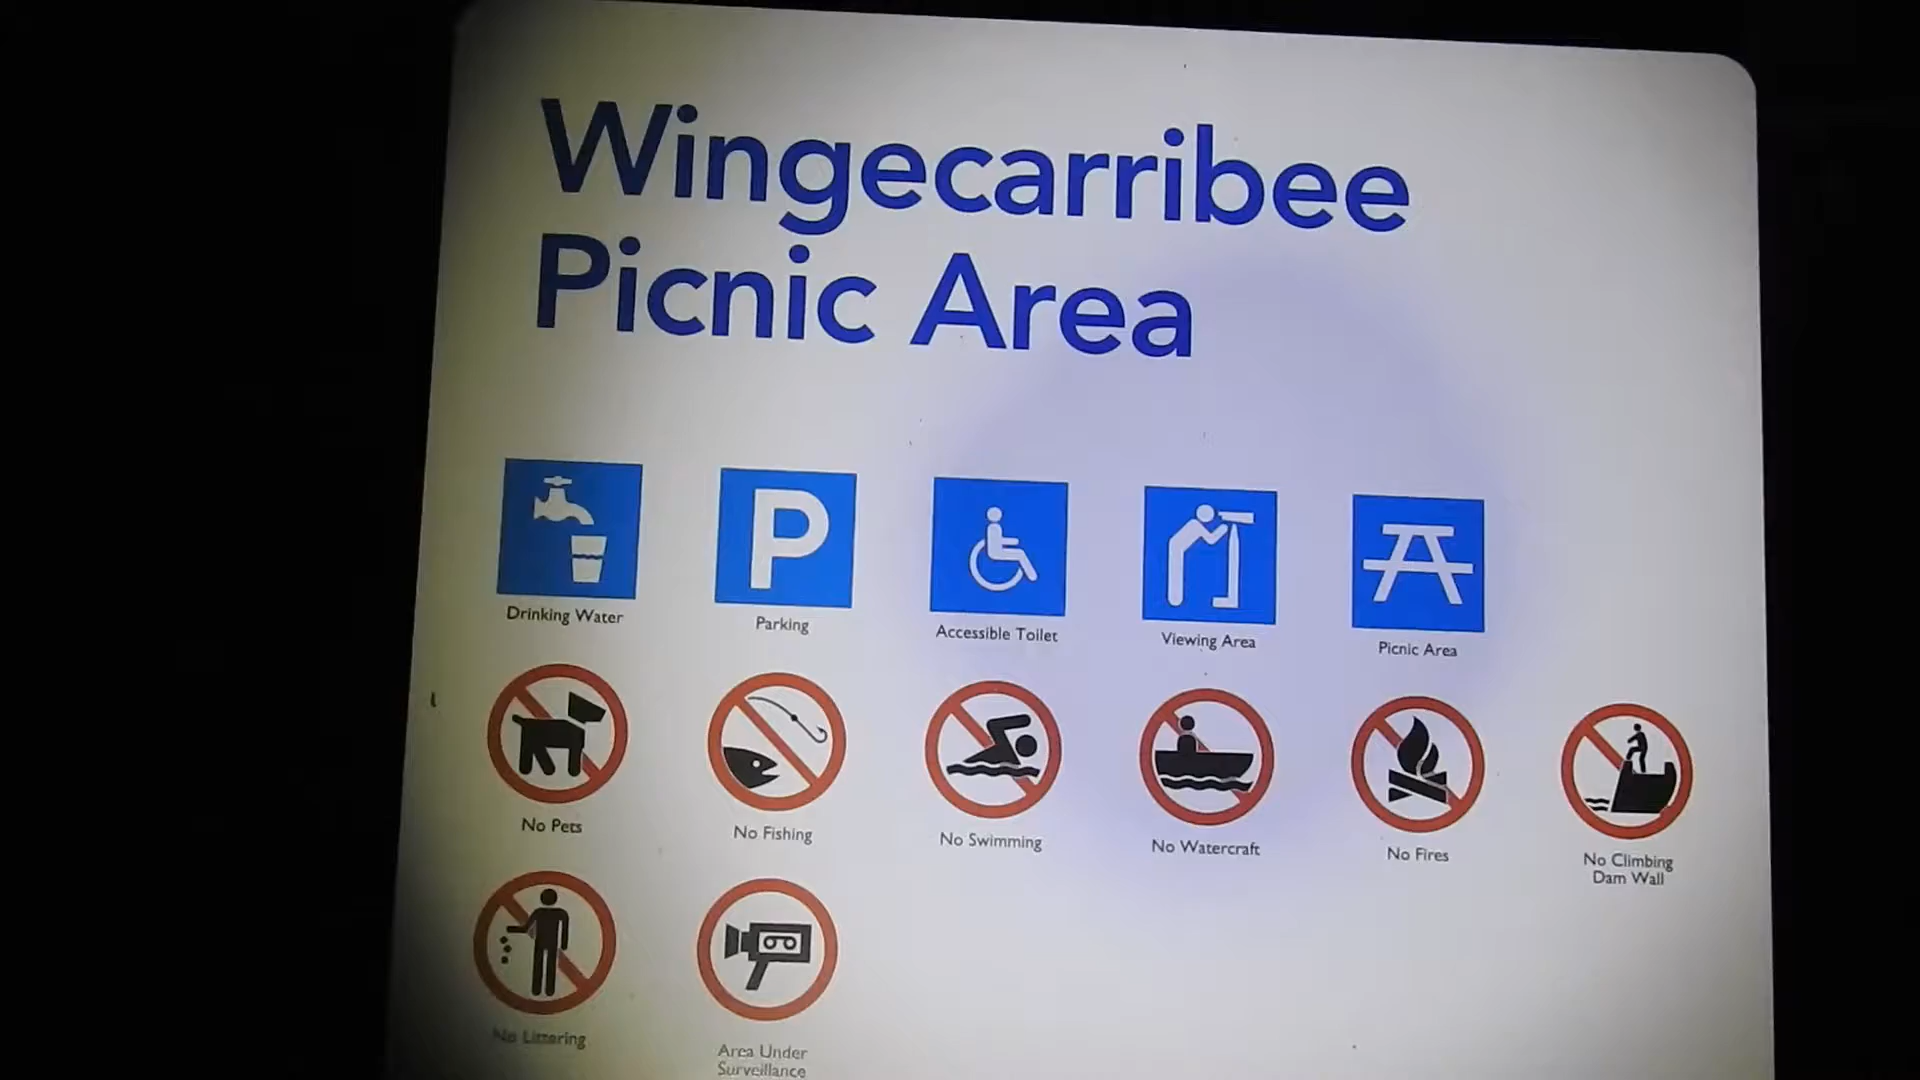 Wingecarribee
Picnic Area
P
Drinking Water
Parking
Accessible Toilet
Viewing Area
Picnic Area
No Pets
No Fishing
No Swimming
No Watercraft
No Fires
No Climbing
Dam Wall
No Littering
Area Under
Surveillance